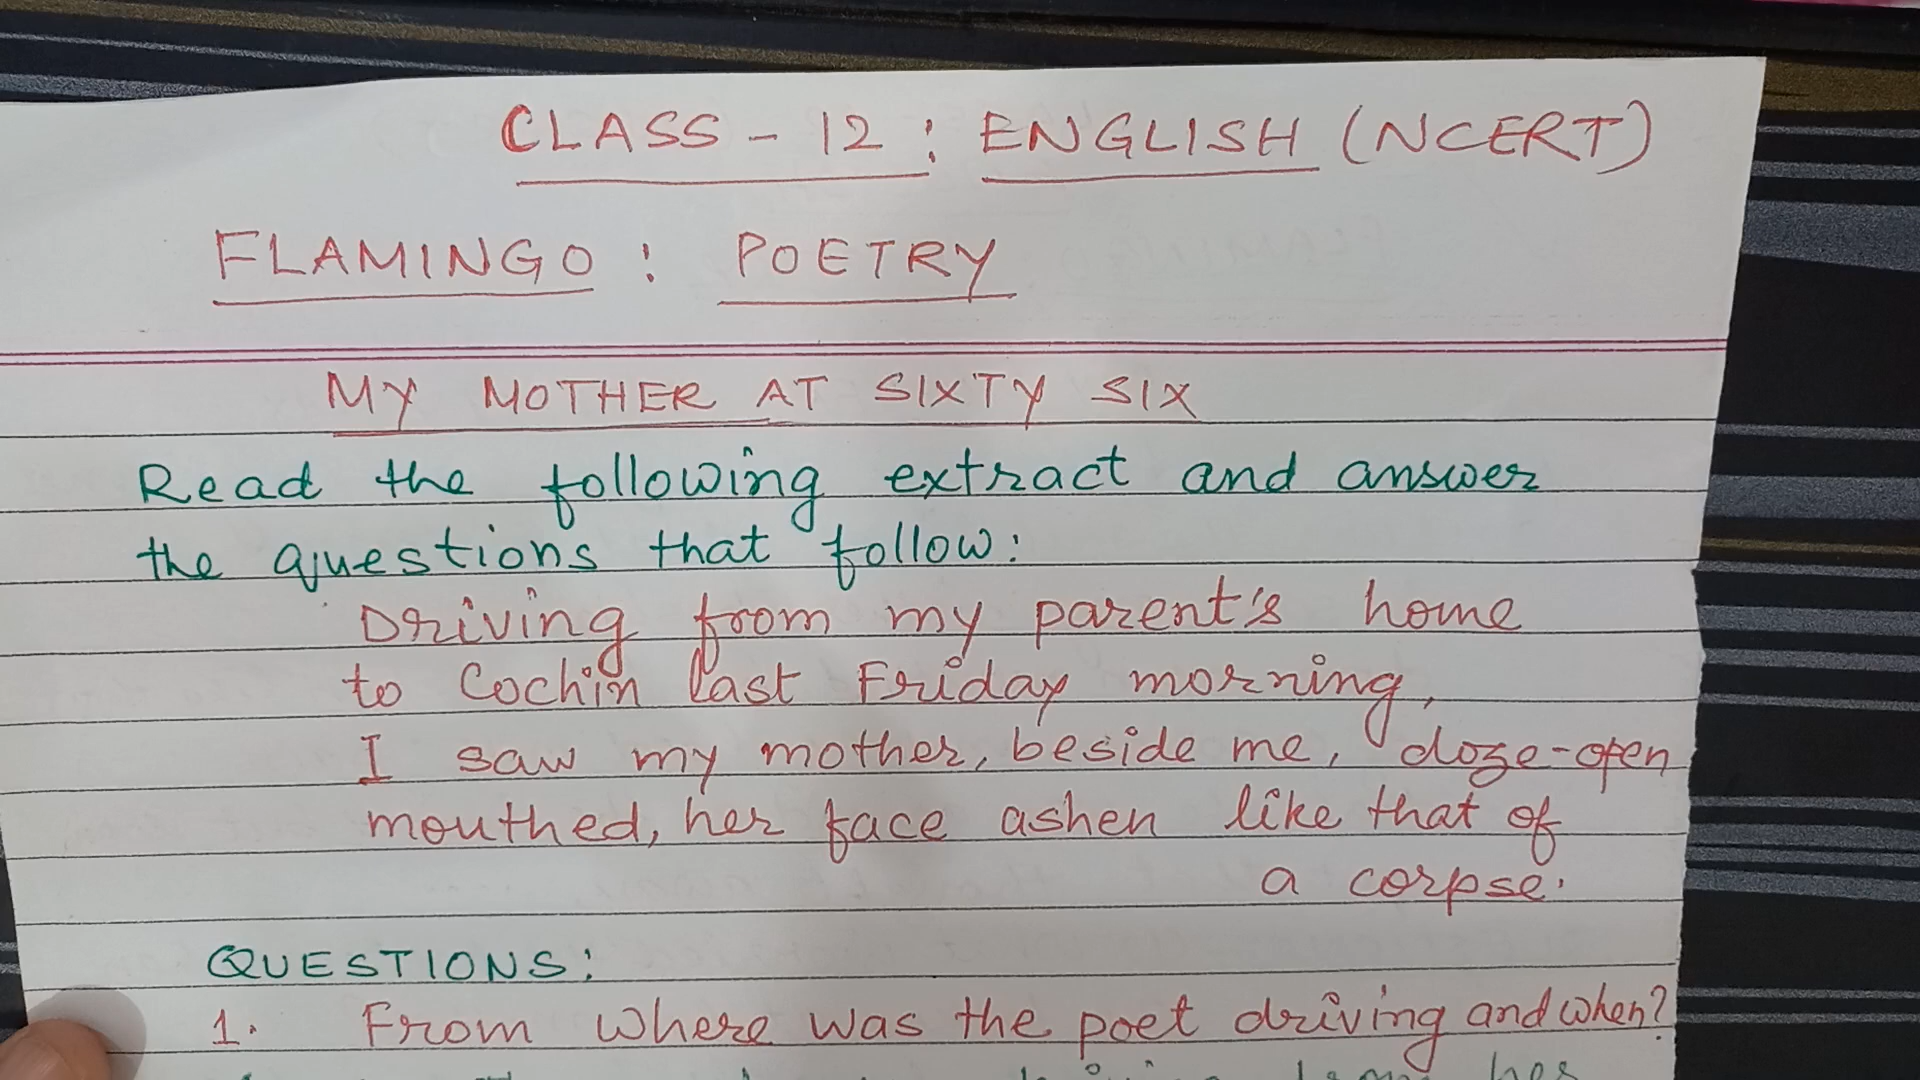 CLASS - 12 : ENGLISH (NCERT)
FLAMINGO : POETRY
MY MOTHER AT SIXTY SIX
Read the following extract and answer
the questions that follow:
Driving from my parent's home
to Cochin last Friday morning,
I saw my mother, beside me, doze-open
mouthed, her face ashen like that of
a corpse.
QUESTIONS:
1. From where was the poet driving and when?